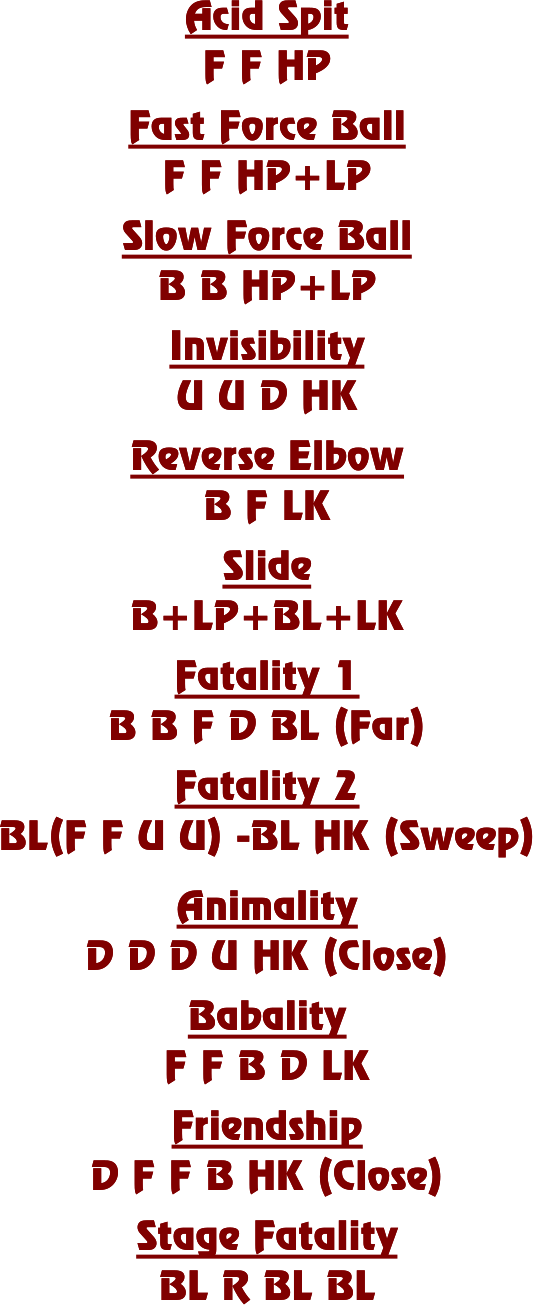 Acid Spit
F F HP
Fast Force Ball
F F HP+LP
Slow Force Ball
B B HP+LP
Invisibility
U U D HK
Reverse Elbow
B F LK
Slide
B+LP+BL+LK
Fatality 1
B B F D BL (Far)
Fatality 2
BL(F F U U) -BL HK (Sweep)
Animality
D D D U HK (Close)
Babality
F F B D LK
Friendship
D F F B HK (Close)
Stage Fatality
BL R BL BL